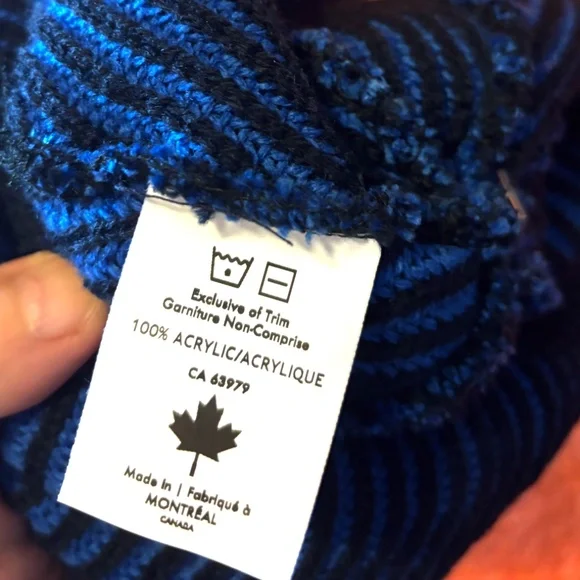 Exclusive of Trim
Garniture Non-Comprise
100% ACRYLIC/ACRYLIQUE
CA 63979
Made In | Fabriqué à
MONTRÉAL
CANADA